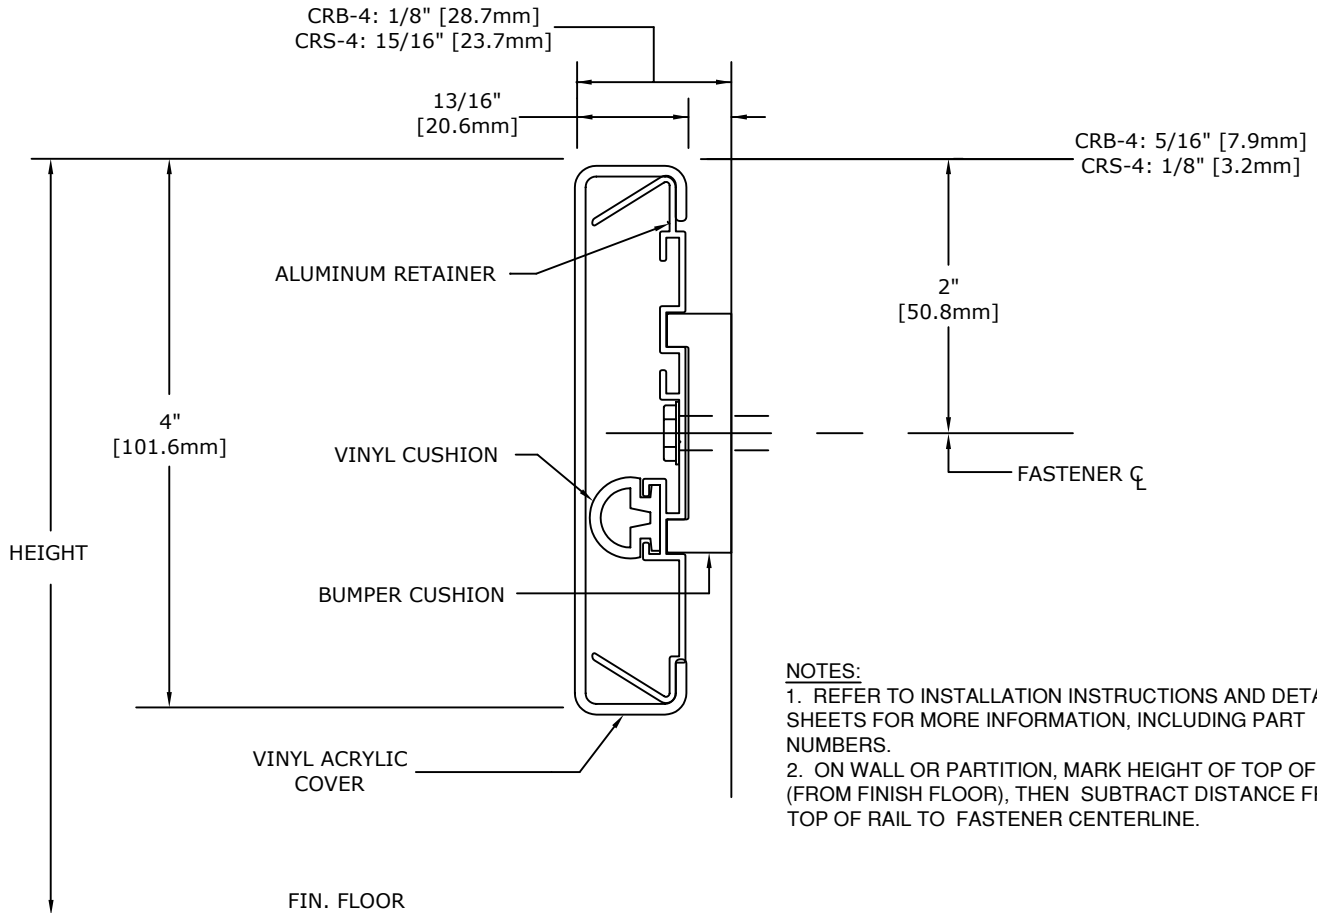 CRB-4: 1/8" [28.7mm]
CRS-4: 15/16" [23.7mm]
13/16"
[20.6mm]
CRB-4: 5/16" [7.9mm]
CRS-4: 1/8" [3.2mm]
ALUMINUM RETAINER
2"
[50.8mm]
4"
[101.6mm]
VINYL CUSHION
FASTENER ℄
HEIGHT
BUMPER CUSHION
NOTES:
1. REFER TO INSTALLATION INSTRUCTIONS AND DETA
SHEETS FOR MORE INFORMATION, INCLUDING PART
NUMBERS.
2. ON WALL OR PARTITION, MARK HEIGHT OF TOP OF
(FROM FINISH FLOOR), THEN SUBTRACT DISTANCE F
TOP OF RAIL TO FASTENER CENTERLINE.
VINYL ACRYLIC
COVER
FIN. FLOOR